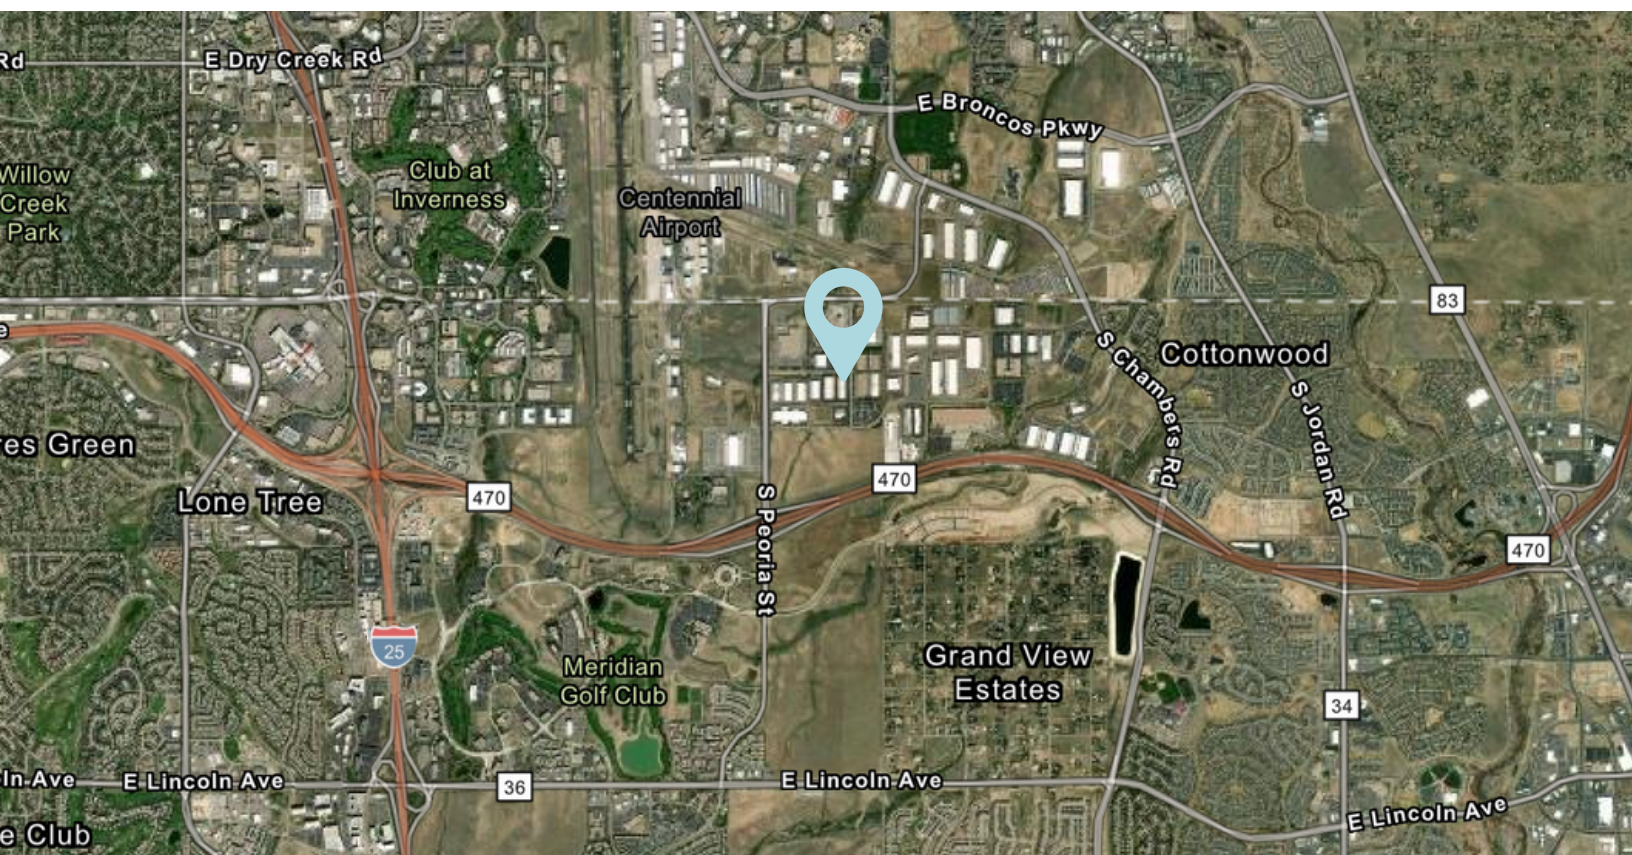 Rd
E Dry Creek Rd
E Broncos Pkwy
Willow
Creek
Park
Club at
Inverness
Centennial
Airport
83
e
S Chambers Rd
Cottonwood
S Jordan Rd
res Green
Lone Tree
470
470
S Peoria St
470
25
Meridian
Golf Club
Grand View
Estates
34
ln Ave
E Lincoln Ave
36
E Lincoln Ave
E Lincoln Ave
e Club